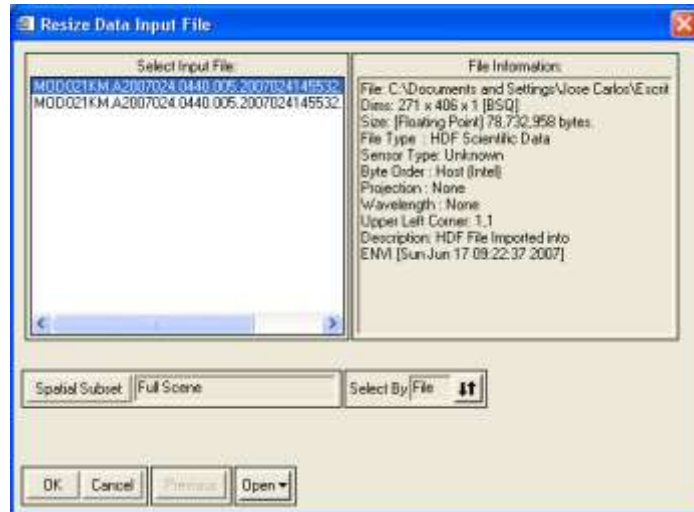 Resize Data Input File
Select Input File:
MOD021KM.A2007024.0440.005.2007024145532.
MOD021KM.A2007024.0440.005.2007024145532.
File Information:
File: C:\Documents and Settings\Jose Carlos\Escrit
Dims: 271 x 406 x 1 [BSQ]
Size: [Floating Point] 78,732,958 bytes.
File Type : HDF Scientific Data
Sensor Type: Unknown
Byte Order : Host (Intel)
Projection : None
Wavelength : None
Upper Left Corner: 1,1
Description: HDF File Imported into
ENVI [Sun Jun 17 09:22:37 2007]
Spatial Subset Full Scene
Select By File
OK Cancel Previous Open